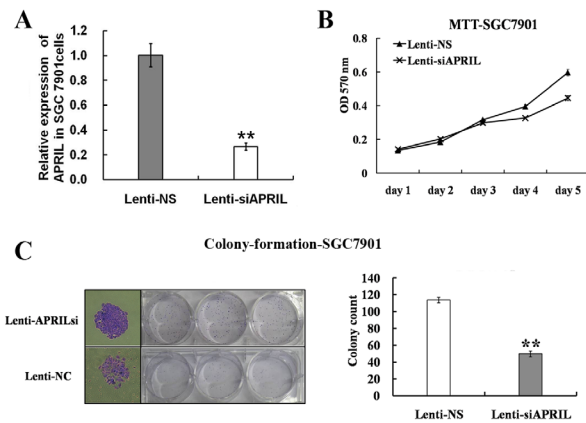 A
Relative expression of
APRIL in SGC 7901cells
1.2
1.0
0.8
0.6
0.4
0.2
0
**
Lenti-NS
Lenti-siAPRIL
B
MTT-SGC7901
OD 570 nm
0.8
0.6
0.4
0.2
0
Lenti-NS
Lenti-siAPRIL
day 1
day 2
day 3
day 4
day 5
C
Colony-formation-SGC7901
Lenti-APRILsi
Lenti-NC
Colony count
140
120
100
80
60
40
20
0
**
Lenti-NS
Lenti-siAPRIL